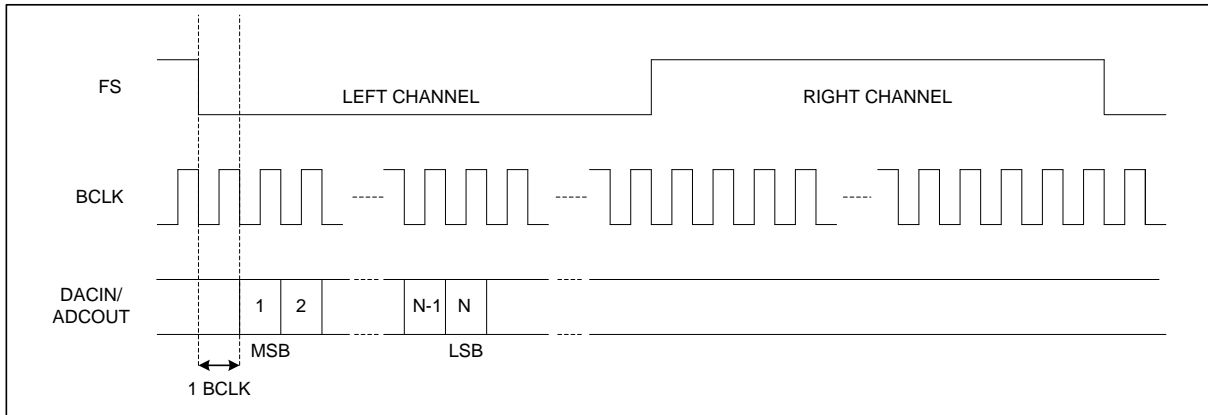 FS
LEFT CHANNEL
RIGHT CHANNEL
BCLK
DACIN/
ADCOUT
1
2
N-1
N
MSB
LSB
1 BCLK